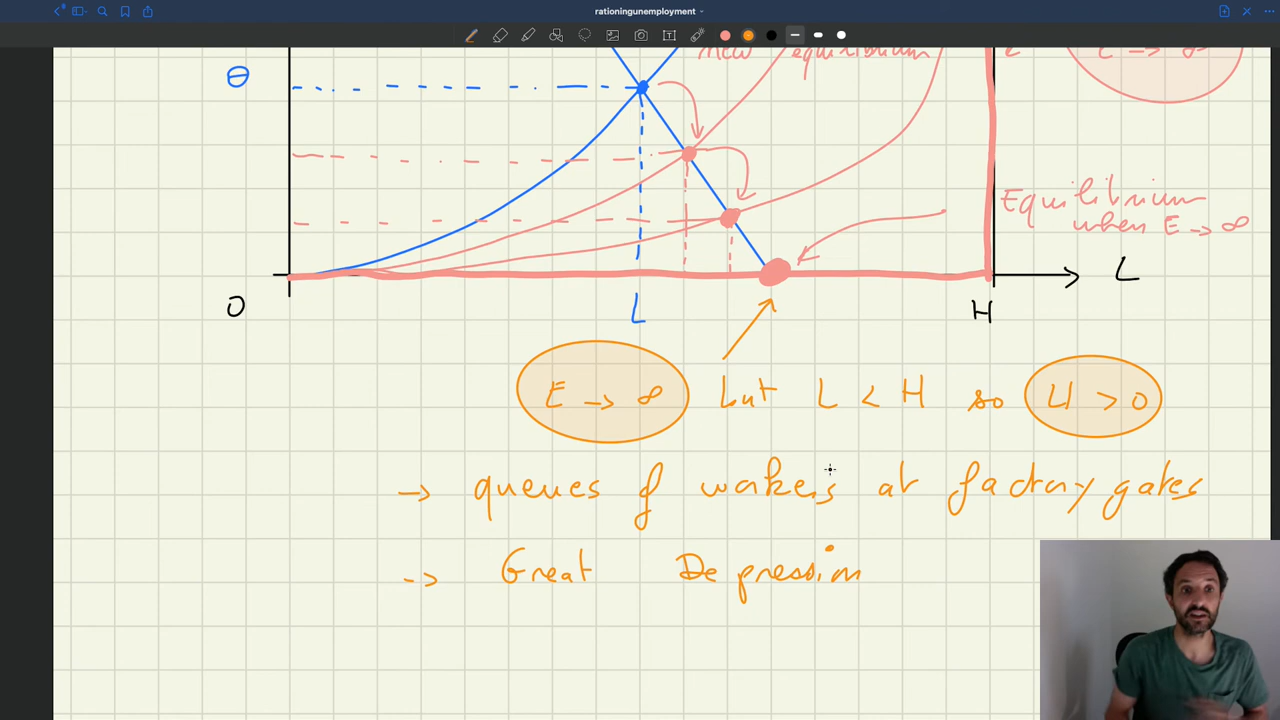 rationingunemployment
new equilibrium
E → ∞
θ
Equilibrium
when E → ∞
L
O
L
H
E → ∞ but L < H so U > 0
→ queues of workers at factory gates
→ Great Depression